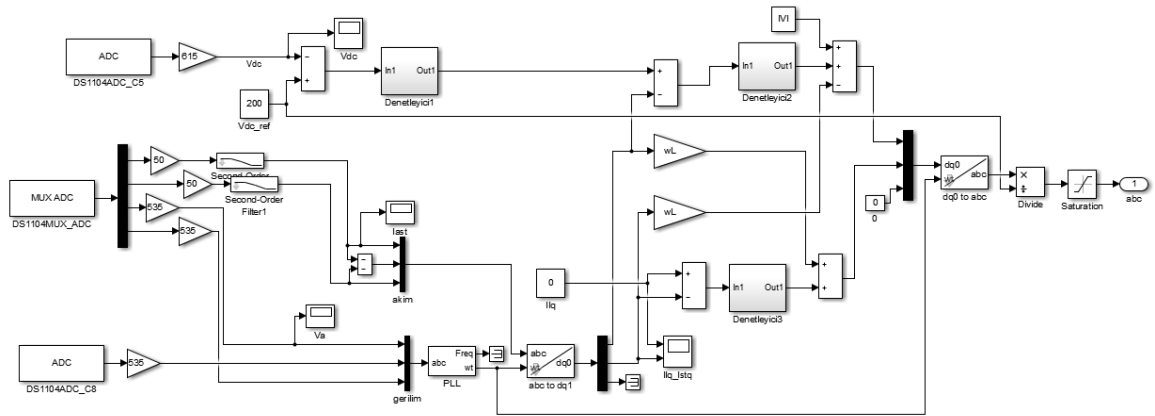 ADC
DS1104ADC_C5
615
Vdc
Vdc
200
Vdc_ref
In1 Out1
Denetleyici1
|V|
In1 Out1
Denetleyici2
wL
wL
MUX ADC
DS1104MUX_ADC
50
50
535
535
Second-Order
Second-Order
Filter1
Iast
akim
0
Ilq
In1 Out1
Denetleyici3
0
0
dq0
wt
abc
dq0 to abc
Divide
Saturation
1
abc
Va
ADC
DS1104ADC_C8
535
gerilim
abc
Freq
wt
PLL
abc
wt
dq0
abc to dq1
Ilq_Istq